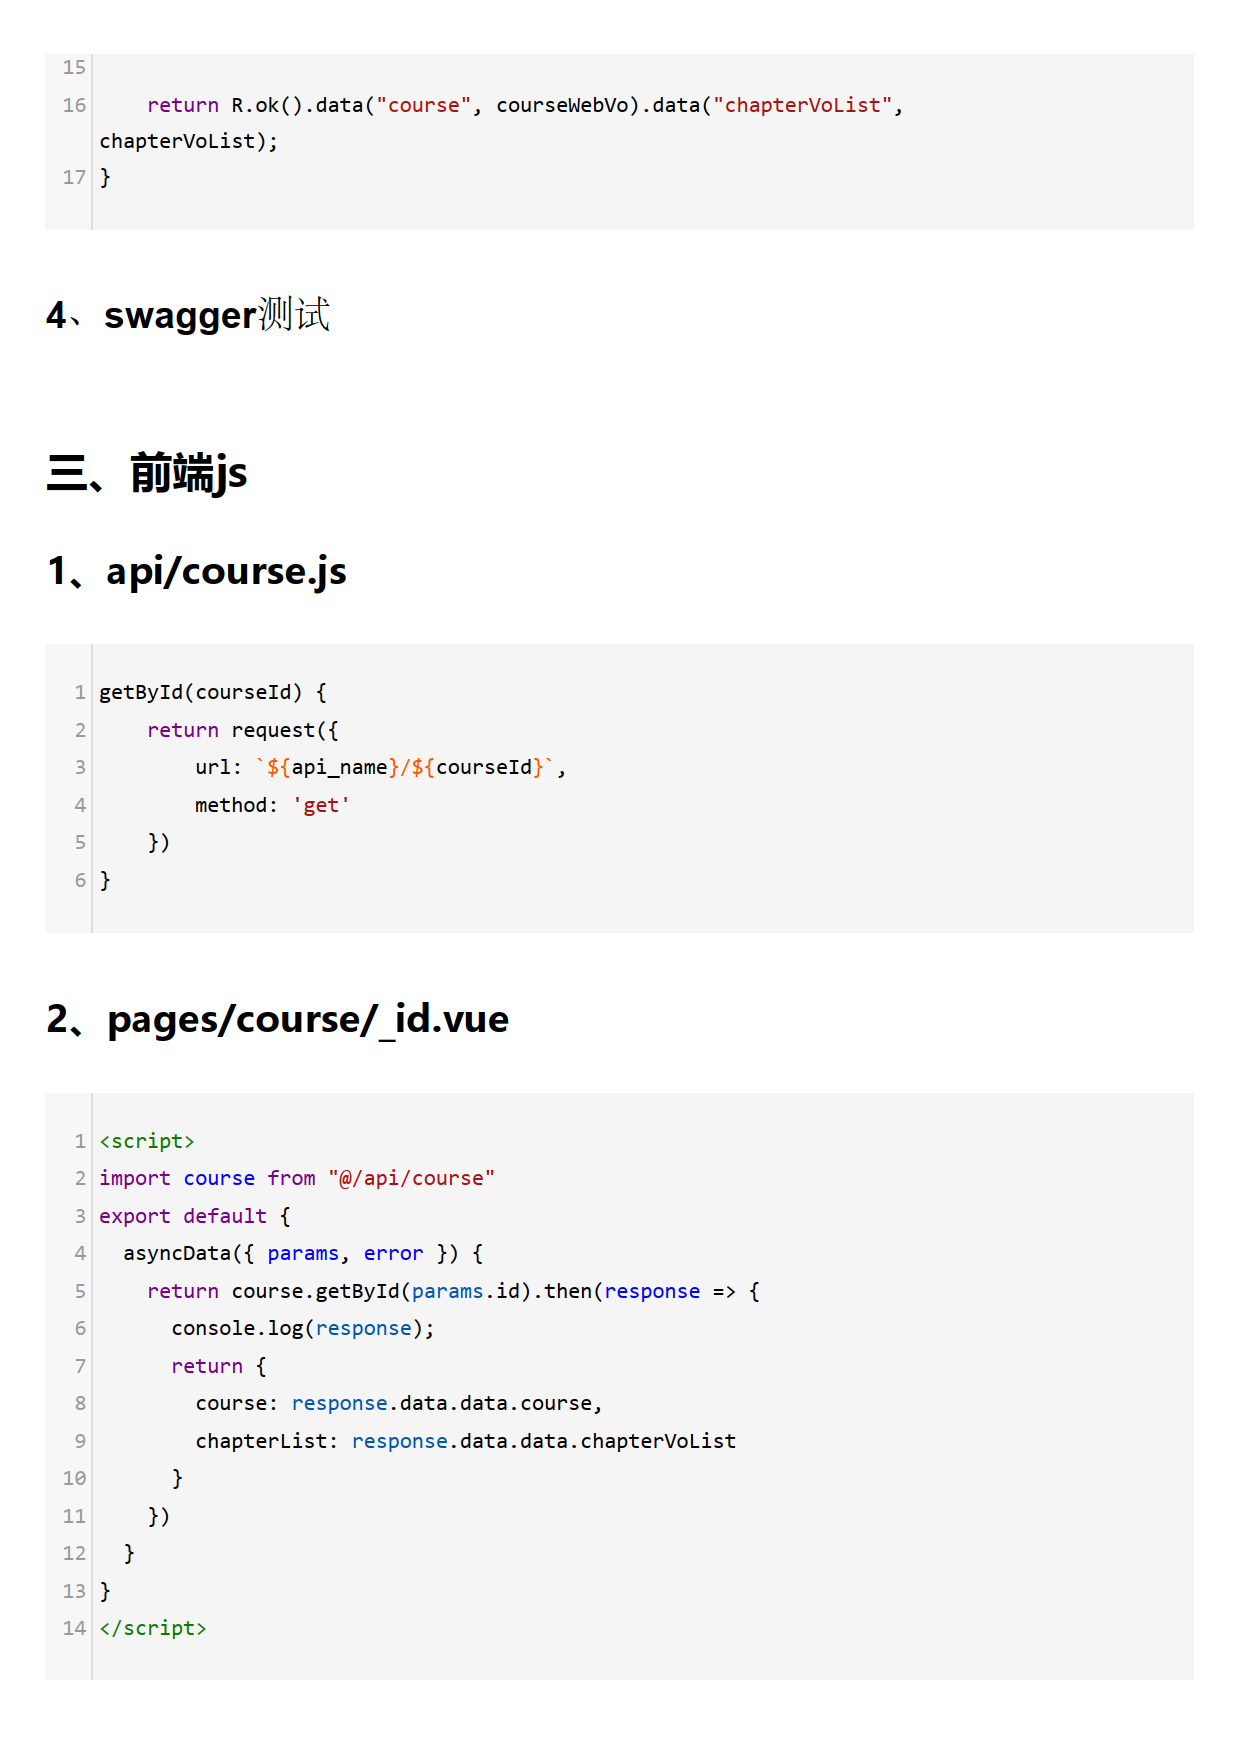 15
16     return R.ok().data("course", courseWebVo).data("chapterVoList",
chapterVoList);
17 }
4、swagger测试
三、前端js
1、api/course.js
1 getById(courseId) {
2     return request({
3         url: `${api_name}/${courseId}`,
4         method: 'get'
5     })
6 }
2、pages/course/_id.vue
1 <script>
2 import course from "@/api/course"
3 export default {
4   asyncData({ params, error }) {
5     return course.getById(params.id).then(response => {
6       console.log(response);
7       return {
8         course: response.data.data.course,
9         chapterList: response.data.data.chapterVoList
10       }
11     })
12   }
13 }
14 </script>